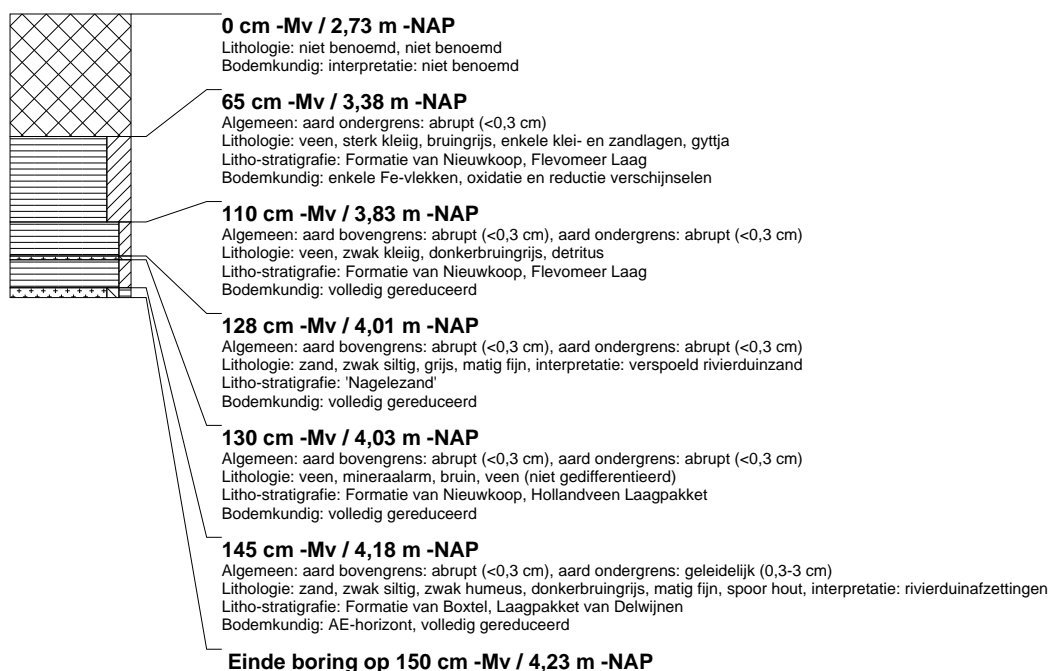 0 cm -Mv / 2,73 m -NAP
Lithologie: niet benoemd, niet benoemd
Bodemkundig: interpretatie: niet benoemd
65 cm -Mv / 3,38 m -NAP
Algemeen: aard ondergrens: abrupt (<0,3 cm)
Lithologie: veen, sterk kleiig, bruingrijs, enkele klei- en zandlagen, gyttja
Litho-stratigrafie: Formatie van Nieuwkoop, Flevomeer Laag
Bodemkundig: enkele Fe-vlekken, oxidatie en reductie verschijnselen
110 cm -Mv / 3,83 m -NAP
Algemeen: aard bovengrens: abrupt (<0,3 cm), aard ondergrens: abrupt (<0,3 cm)
Lithologie: veen, zwak kleiig, donkerbruingrijs, detritus
Litho-stratigrafie: Formatie van Nieuwkoop, Flevomeer Laag
Bodemkundig: volledig gereduceerd
128 cm -Mv / 4,01 m -NAP
Algemeen: aard bovengrens: abrupt (<0,3 cm), aard ondergrens: abrupt (<0,3 cm)
Lithologie: zand, zwak siltig, grijs, matig fijn, interpretatie: verspoeld rivierduinzand
Litho-stratigrafie: 'Nagelezand'
Bodemkundig: volledig gereduceerd
130 cm -Mv / 4,03 m -NAP
Algemeen: aard bovengrens: abrupt (<0,3 cm), aard ondergrens: abrupt (<0,3 cm)
Lithologie: veen, mineraalarm, bruin, veen (niet gedifferentieerd)
Litho-stratigrafie: Formatie van Nieuwkoop, Hollandveen Laagpakket
Bodemkundig: volledig gereduceerd
145 cm -Mv / 4,18 m -NAP
Algemeen: aard bovengrens: abrupt (<0,3 cm), aard ondergrens: geleidelijk (0,3-3 cm)
Lithologie: zand, zwak siltig, zwak humeus, donkerbruingrijs, matig fijn, spoor hout, interpretatie: rivierduinafzettingen
Litho-stratigrafie: Formatie van Boxtel, Laagpakket van Delwijnen
Bodemkundig: AE-horizont, volledig gereduceerd
Einde boring op 150 cm -Mv / 4,23 m -NAP